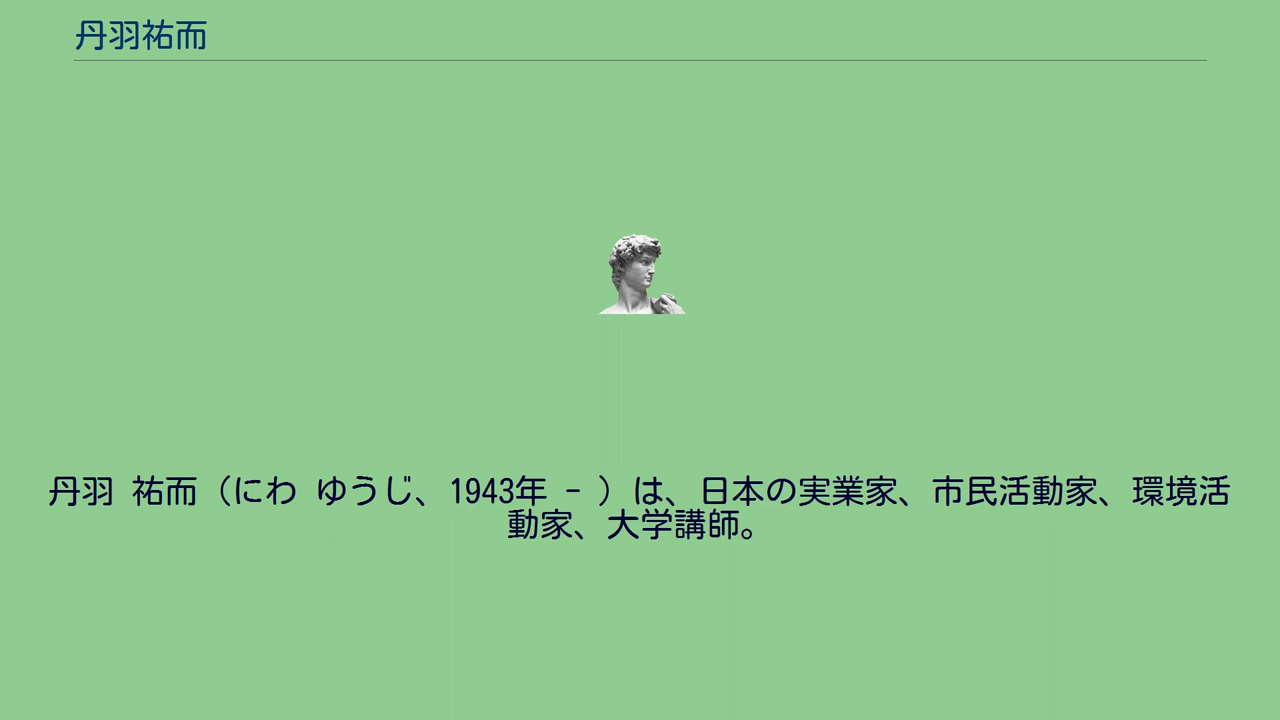 丹羽祐而
丹羽 祐而（にわ ゆうじ、1943年 - ）は、日本の実業家、市民活動家、環境活
動家、大学講師。